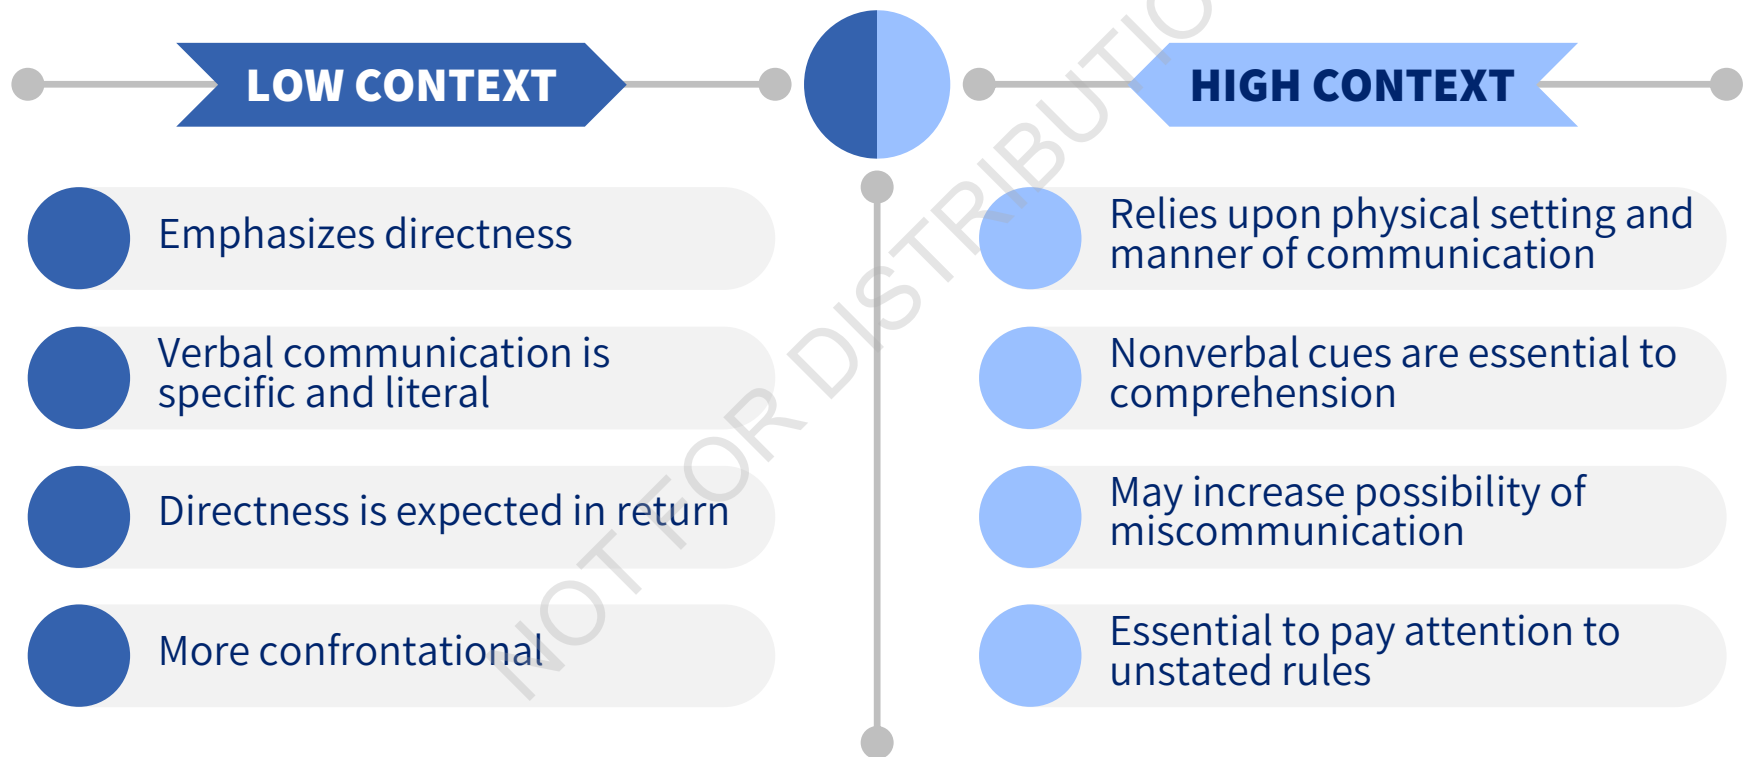 LOW CONTEXT
Emphasizes directness
Verbal communication is
specific and literal
Directness is expected in return
More confrontational
HIGH CONTEXT
Relies upon physical setting and
manner of communication
Nonverbal cues are essential to
comprehension
May increase possibility of
miscommunication
Essential to pay attention to
unstated rules
NOT FOR DISTRIBUTIO